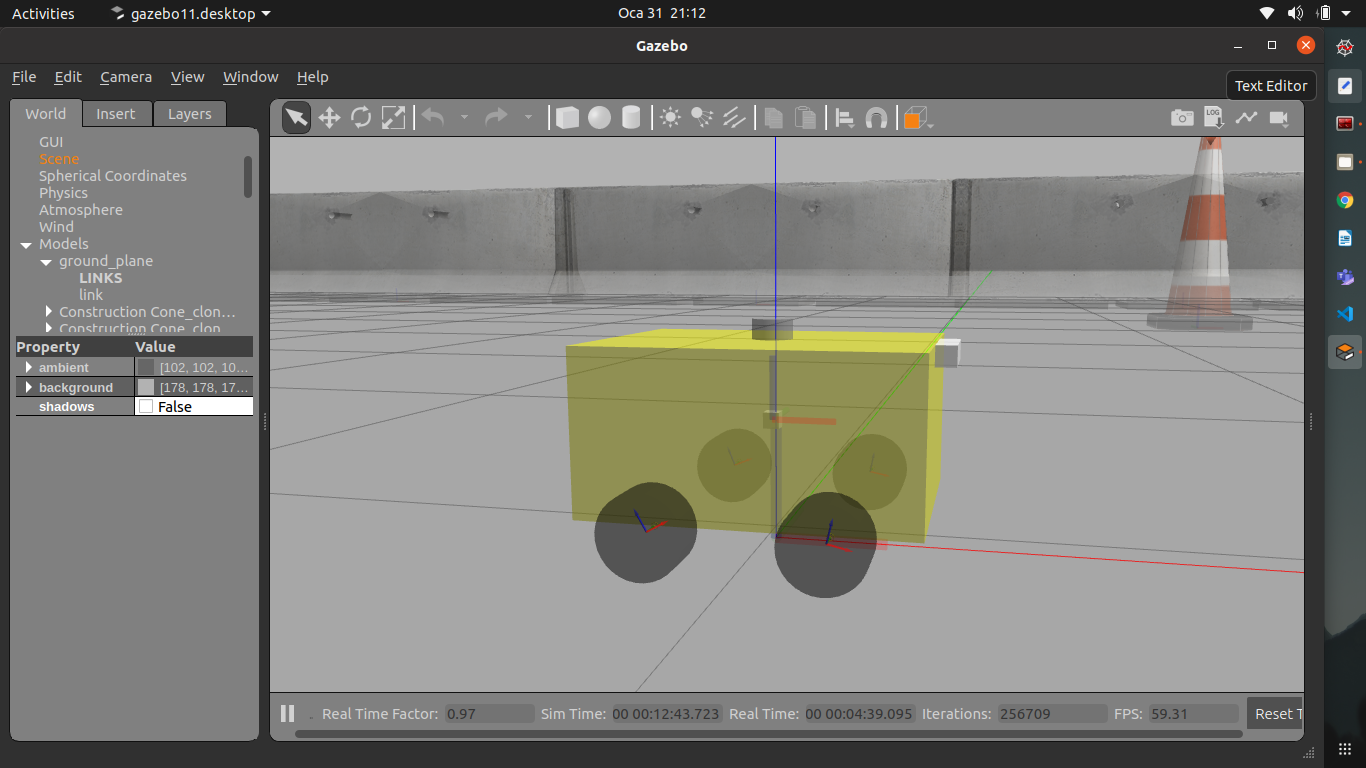 Activities gazebo11.desktop Oca 31 21:12
Gazebo
File Edit Camera View Window Help
Text Editor
World Insert Layers
LOG
GUI
Scene
Spherical Coordinates
Physics
Atmosphere
Wind
Models
ground_plane
LINKS
link
Construction Cone_clon...
Construction Cone_clon
Property Value
ambient [102, 102, 10...
background [178, 178, 17...
shadows False
Real Time Factor: 0.97 Sim Time: 00 00:12:43.723 Real Time: 00 00:04:39.095 Iterations: 256709 FPS: 59.31 Reset T